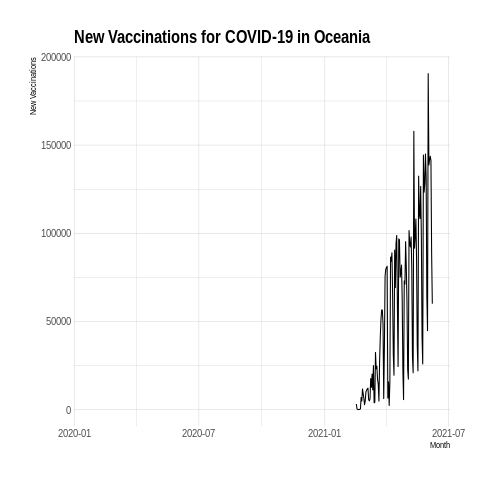 New Vaccinations for COVID-19 in Oceania
New Vaccinations
200000
150000
100000
50000
0
2020-01 2020-07 2021-01 2021-07
Month